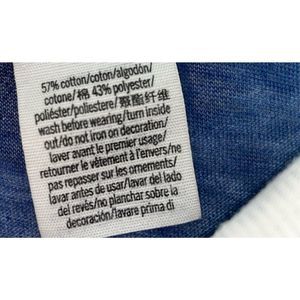 57% cotton/coton/algodón/
cotone/棉 43% polyester/
poliéster/poliestere/聚酯纤维
wash before wearing/turn inside
out/do not iron on decoration/
laver avant le premier usage/
retourner le vêtement à l'envers/ne
pas repasser sur les ornements/
lavar antes de usar/lavar del lado
del revés/no planchar sobre la
decoración/lavare prima di